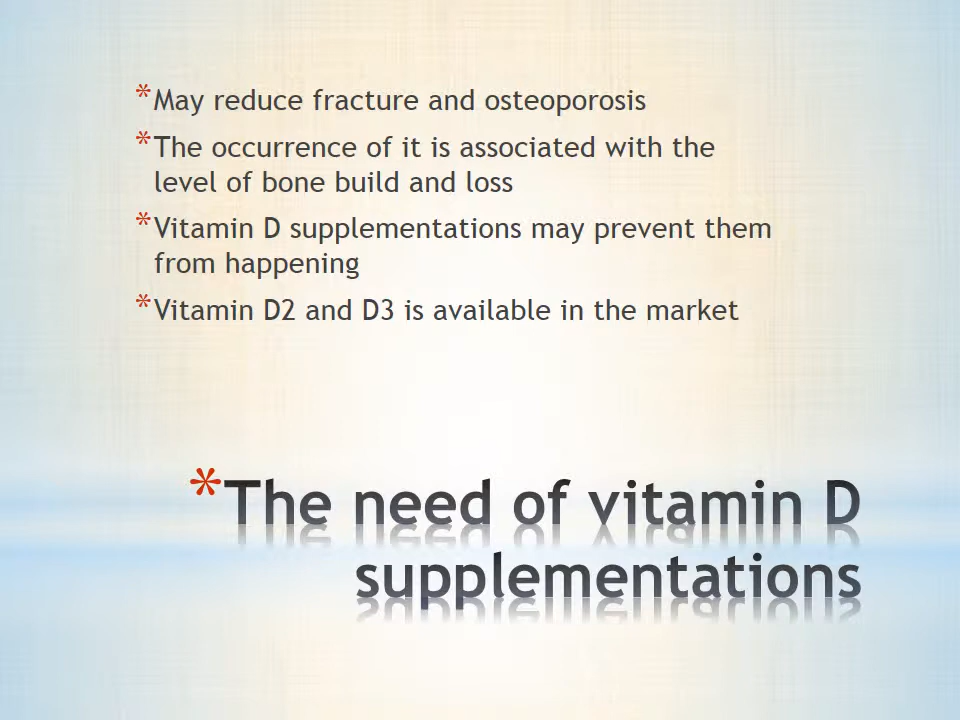 *May reduce fracture and osteoporosis
*The occurrence of it is associated with the
level of bone build and loss
*Vitamin D supplementations may prevent them
from happening
*Vitamin D2 and D3 is available in the market
*The need of vitamin D
supplementations